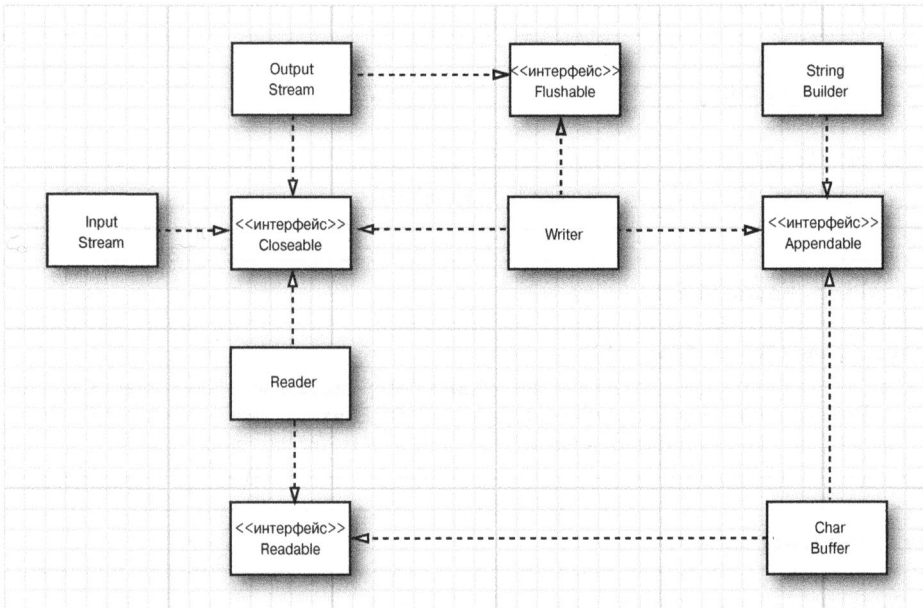 Output
Stream
<<интерфейс>>
Flushable
String
Builder
Input
Stream
<<интерфейс>>
Closeable
Writer
<<интерфейс>>
Appendable
Reader
<<интерфейс>>
Readable
Char
Buffer